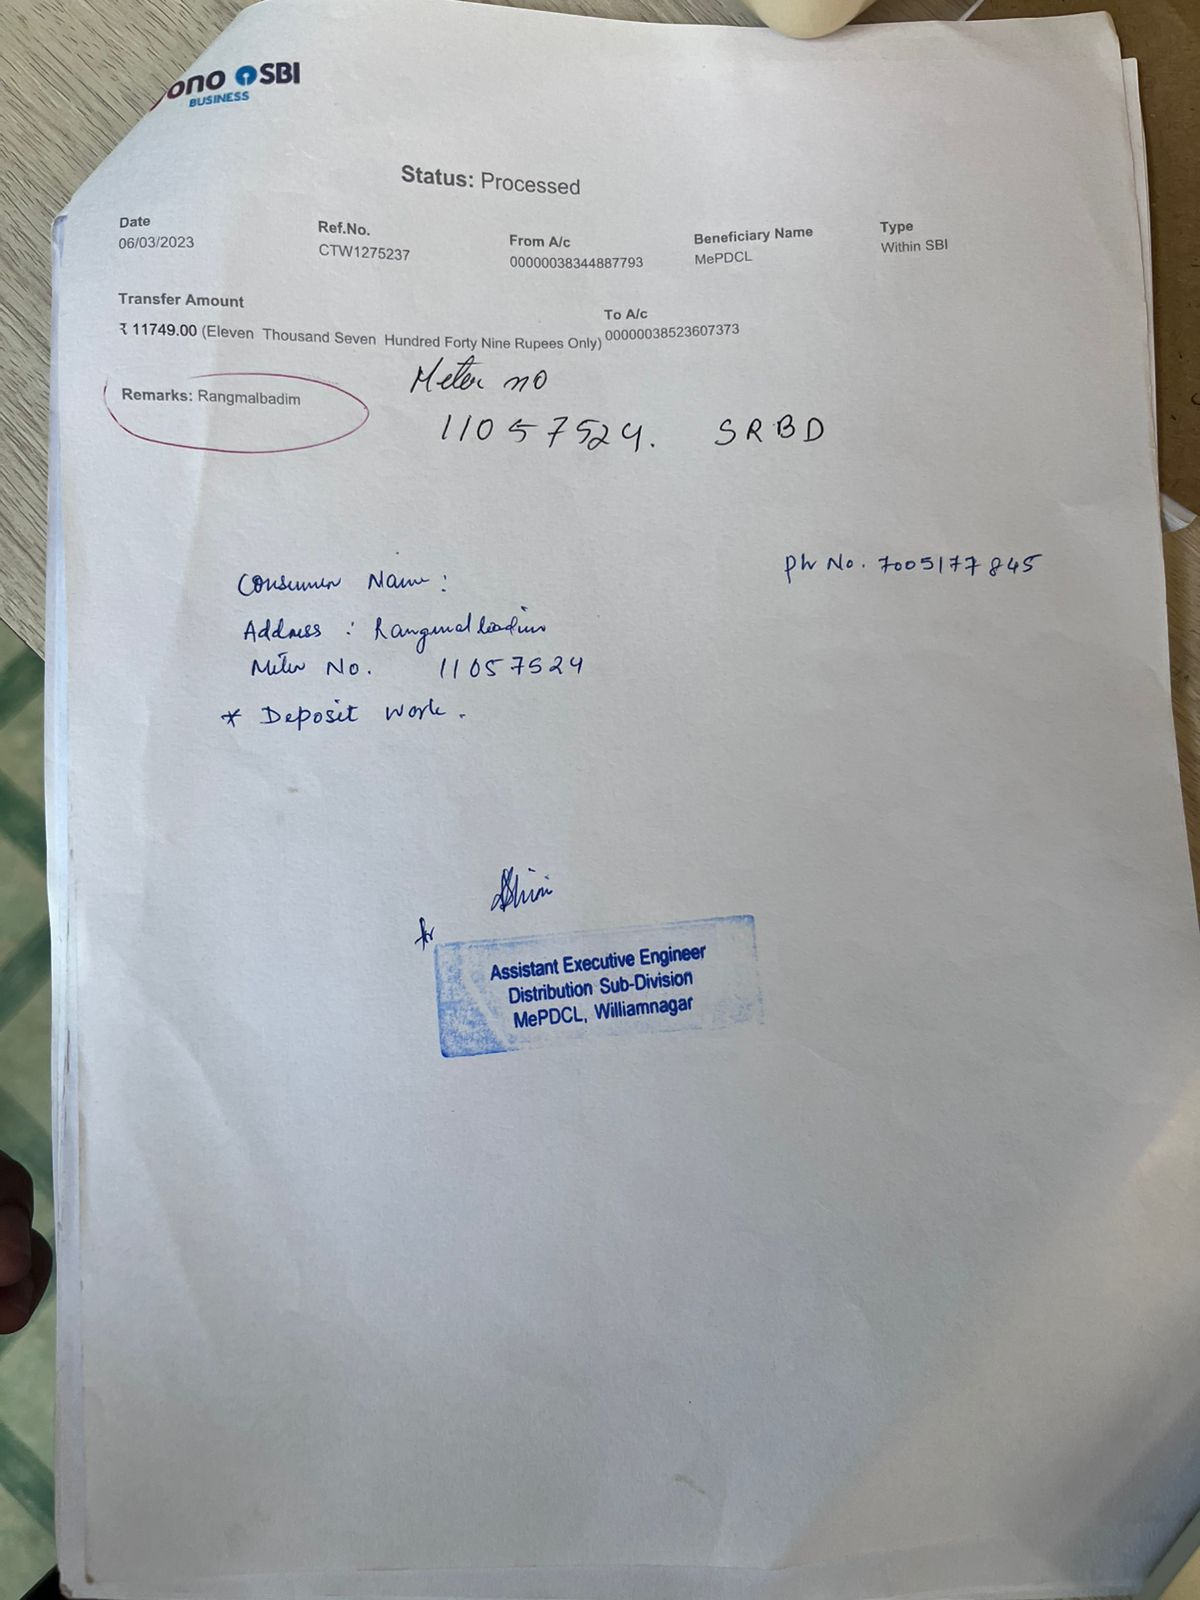 ono SBI
BUSINESS
Status: Processed
Date Ref.No. From A/c Beneficiary Name Type
06/03/2023 CTW1275237 00000038344887793 MePDCL Within SBI
Transfer Amount To A/c
₹ 11749.00 (Eleven Thousand Seven Hundred Forty Nine Rupees Only) 00000038523607373
Remarks: Rangmalbadim
Meter no
11057524. SRBD
Ph No. 7005177845
Consumer Name :
Address : Rangmalbadim
Meter No. 11057524
* Deposit work.
fr
Assistant Executive Engineer
Distribution Sub-Division
MePDCL, Williamnagar